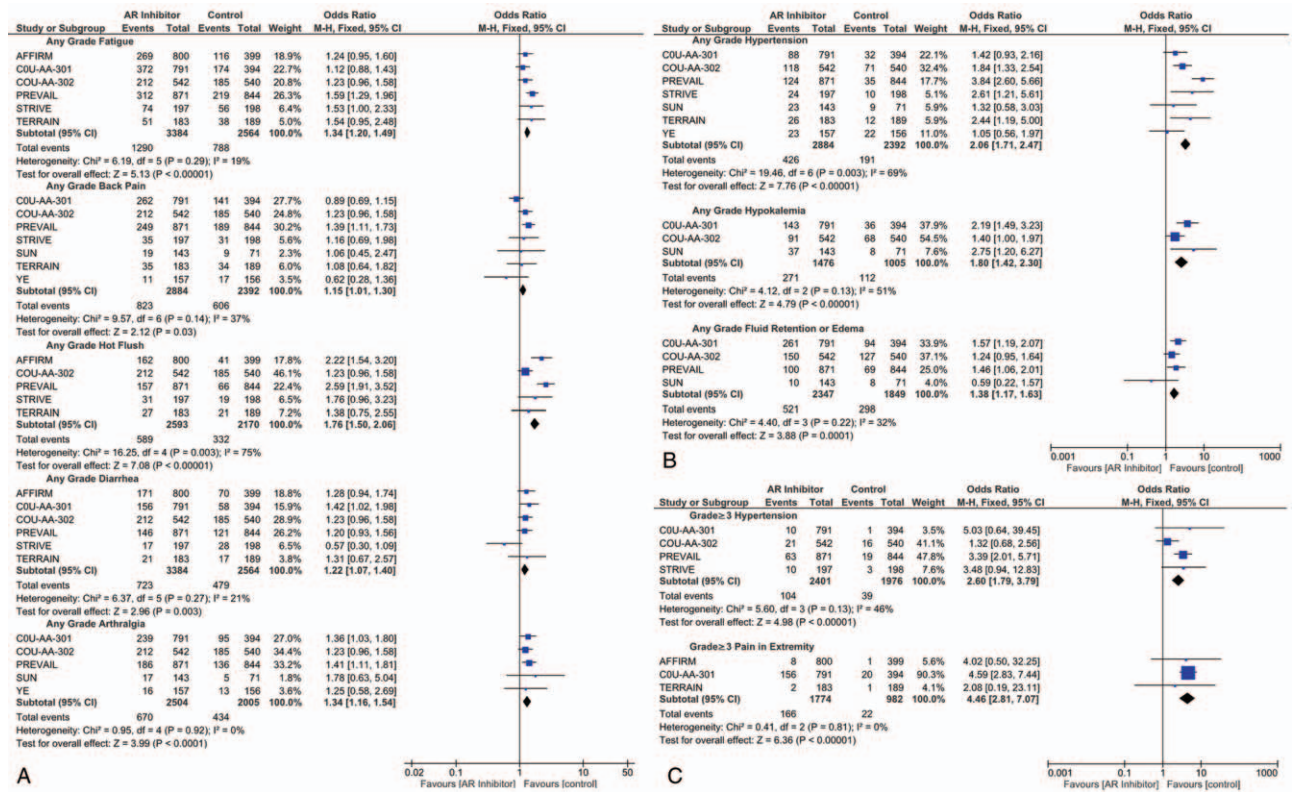 AR Inhibitor Control Odds Ratio Odds Ratio
Study or Subgroup Events Total Events Total Weight M-H, Fixed, 95% CI M-H, Fixed, 95% CI
Any Grade Fatigue
AFFIRM 269 800 116 399 18.9% 1.24 [0.95, 1.60]
C0U-AA-301 372 791 174 394 22.2% 1.12 [0.88, 1.43]
COU-AA-302 212 542 185 540 20.8% 1.23 [0.96, 1.58]
PREVAIL 312 871 219 844 26.4% 1.59 [1.29, 1.96]
STRIVE 74 197 56 198 6.5% 1.53 [1.00, 2.33]
TERRAIN 51 183 38 189 5.1% 1.54 [0.95, 2.48]
Subtotal (95% CI) 3384 2564 100.0% 1.34 [1.20, 1.49]
Total events 1290 788
Heterogeneity: Chi² = 6.19, df = 5 (P = 0.29); I² = 19%
Test for overall effect: Z = 5.13 (P < 0.00001)
Any Grade Back Pain
C0U-AA-301 262 791 141 394 27.7% 0.89 [0.69, 1.15]
COU-AA-302 212 542 185 540 24.8% 1.23 [0.96, 1.58]
PREVAIL 249 871 189 844 30.2% 1.39 [1.11, 1.73]
STRIVE 35 197 31 198 5.6% 1.16 [0.69, 1.98]
SUN 19 143 9 71 2.3% 1.06 [0.45, 2.47]
TERRAIN 35 183 34 189 6.0% 1.08 [0.64, 1.82]
YE 11 157 17 156 3.5% 0.62 [0.28, 1.36]
Subtotal (95% CI) 2884 2392 100.0% 1.15 [1.01, 1.30]
Total events 823 606
Heterogeneity: Chi² = 9.57, df = 6 (P = 0.14); I² = 37%
Test for overall effect: Z = 2.12 (P = 0.03)
Any Grade Hot Flush
AFFIRM 162 800 41 399 17.8% 2.22 [1.54, 3.20]
COU-AA-302 212 542 185 540 46.1% 1.23 [0.96, 1.58]
PREVAIL 157 871 66 844 22.4% 2.59 [1.91, 3.52]
STRIVE 31 197 19 198 6.5% 1.76 [0.96, 3.23]
TERRAIN 27 183 21 189 7.2% 1.38 [0.75, 2.55]
Subtotal (95% CI) 2593 2170 100.0% 1.76 [1.50, 2.06]
Total events 589 332
Heterogeneity: Chi² = 16.25, df = 4 (P = 0.003); I² = 75%
Test for overall effect: Z = 7.08 (P < 0.00001)
Any Grade Diarrhea
AFFIRM 171 800 70 399 18.8% 1.28 [0.94, 1.74]
C0U-AA-301 156 791 58 394 15.9% 1.42 [1.02, 1.98]
COU-AA-302 212 542 185 540 28.9% 1.23 [0.96, 1.58]
PREVAIL 146 871 121 844 26.1% 1.20 [0.93, 1.56]
STRIVE 17 197 28 198 6.5% 0.57 [0.30, 1.09]
TERRAIN 21 183 17 189 3.8% 1.31 [0.67, 2.57]
Subtotal (95% CI) 3384 2564 100.0% 1.22 [1.07, 1.40]
Total events 723 479
Heterogeneity: Chi² = 6.37, df = 5 (P = 0.27); I² = 21%
Test for overall effect: Z = 2.96 (P = 0.003)
Any Grade Arthralgia
C0U-AA-301 239 791 95 394 27.0% 1.36 [1.03, 1.80]
COU-AA-302 212 542 185 540 34.4% 1.23 [0.96, 1.58]
PREVAIL 186 871 136 844 33.2% 1.41 [1.11, 1.81]
SUN 17 143 5 71 1.8% 1.78 [0.63, 5.04]
YE 16 157 13 156 3.6% 1.25 [0.58, 2.69]
Subtotal (95% CI) 2504 2005 100.0% 1.34 [1.16, 1.54]
Total events 670 434
Heterogeneity: Chi² = 0.95, df = 4 (P = 0.92); I² = 0%
Test for overall effect: Z = 3.99 (P < 0.0001)
0.02 0.1 1 10 50
Favours [AR Inhibitor] Favours [control]
A
AR Inhibitor Control Odds Ratio Odds Ratio
Study or Subgroup Events Total Events Total Weight M-H, Fixed, 95% CI M-H, Fixed, 95% CI
Any Grade Hypertension
C0U-AA-301 88 791 32 394 22.1% 1.42 [0.93, 2.16]
COU-AA-302 118 542 71 540 32.4% 1.84 [1.33, 2.54]
PREVAIL 124 871 35 844 17.7% 3.84 [2.60, 5.66]
STRIVE 24 197 10 198 5.1% 2.61 [1.21, 5.61]
SUN 23 143 9 71 5.9% 1.32 [0.58, 3.03]
TERRAIN 26 183 12 189 5.9% 2.44 [1.19, 5.00]
YE 23 157 22 156 11.0% 1.05 [0.56, 1.97]
Subtotal (95% CI) 2884 2392 100.0% 2.06 [1.71, 2.47]
Total events 426 191
Heterogeneity: Chi² = 19.46, df = 6 (P = 0.003); I² = 69%
Test for overall effect: Z = 7.76 (P < 0.00001)
Any Grade Hypokalemia
C0U-AA-301 143 791 36 394 37.9% 2.19 [1.49, 3.23]
COU-AA-302 91 542 68 540 54.5% 1.40 [1.00, 1.97]
SUN 37 143 8 71 7.6% 2.75 [1.20, 6.27]
Subtotal (95% CI) 1476 1005 100.0% 1.80 [1.42, 2.30]
Total events 271 112
Heterogeneity: Chi² = 4.12, df = 2 (P = 0.13); I² = 51%
Test for overall effect: Z = 4.79 (P < 0.00001)
Any Grade Fluid Retention or Edema
C0U-AA-301 261 791 94 394 33.9% 1.57 [1.19, 2.07]
COU-AA-302 150 542 127 540 37.1% 1.24 [0.95, 1.64]
PREVAIL 100 871 69 844 25.0% 1.46 [1.06, 2.01]
SUN 10 143 8 71 4.0% 0.59 [0.22, 1.57]
Subtotal (95% CI) 2347 1849 100.0% 1.38 [1.17, 1.63]
Total events 521 298
Heterogeneity: Chi² = 4.40, df = 3 (P = 0.22); I² = 32%
Test for overall effect: Z = 3.88 (P = 0.0001)
0.001 0.1 1 10 1000
Favours [AR Inhibitor] Favours [control]
B
AR Inhibitor Control Odds Ratio Odds Ratio
Study or Subgroup Events Total Events Total Weight M-H, Fixed, 95% CI M-H, Fixed, 95% CI
Grade≥3 Hypertension
C0U-AA-301 10 791 1 394 3.5% 5.03 [0.64, 39.45]
COU-AA-302 21 542 16 540 41.1% 1.32 [0.68, 2.56]
PREVAIL 63 871 19 844 47.8% 3.39 [2.01, 5.71]
STRIVE 10 197 3 198 7.6% 3.48 [0.94, 12.83]
Subtotal (95% CI) 2401 1976 100.0% 2.60 [1.79, 3.79]
Total events 104 39
Heterogeneity: Chi² = 5.60, df = 3 (P = 0.13); I² = 46%
Test for overall effect: Z = 4.98 (P < 0.00001)
Grade≥3 Pain in Extremity
AFFIRM 8 800 1 399 5.6% 4.02 [0.50, 32.25]
C0U-AA-301 156 791 20 394 90.3% 4.59 [2.83, 7.44]
TERRAIN 2 183 1 189 4.1% 2.08 [0.19, 23.11]
Subtotal (95% CI) 1774 982 100.0% 4.46 [2.81, 7.07]
Total events 166 22
Heterogeneity: Chi² = 0.41, df = 2 (P = 0.81); I² = 0%
Test for overall effect: Z = 6.36 (P < 0.00001)
0.001 0.1 1 10 1000
Favours [AR Inhibitor] Favours [control]
C